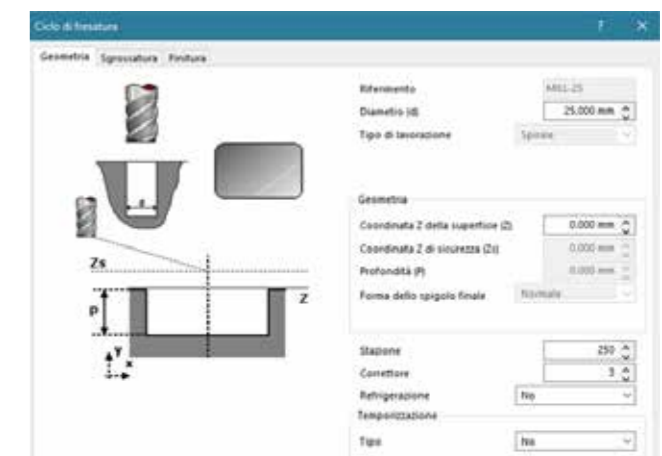 Ciclo di fresatura ? ×
Geometria Sgrossatura Finitura
Riferimento MILL-25
Diametro (d) 25.000 mm
Tipo di lavorazione Spirale
Geometria
Coordinata Z della superficie (Z) 0.000 mm
Coordinata Z di sicurezza (Zs) 0.000 mm
Profondità (P) 0.000 mm
Forma dello spigolo finale Normale
Stazione 250
Correttore 3
Refrigerazione No
Temporizzazione
Tipo No
d
Zs
Z
P
Y
x